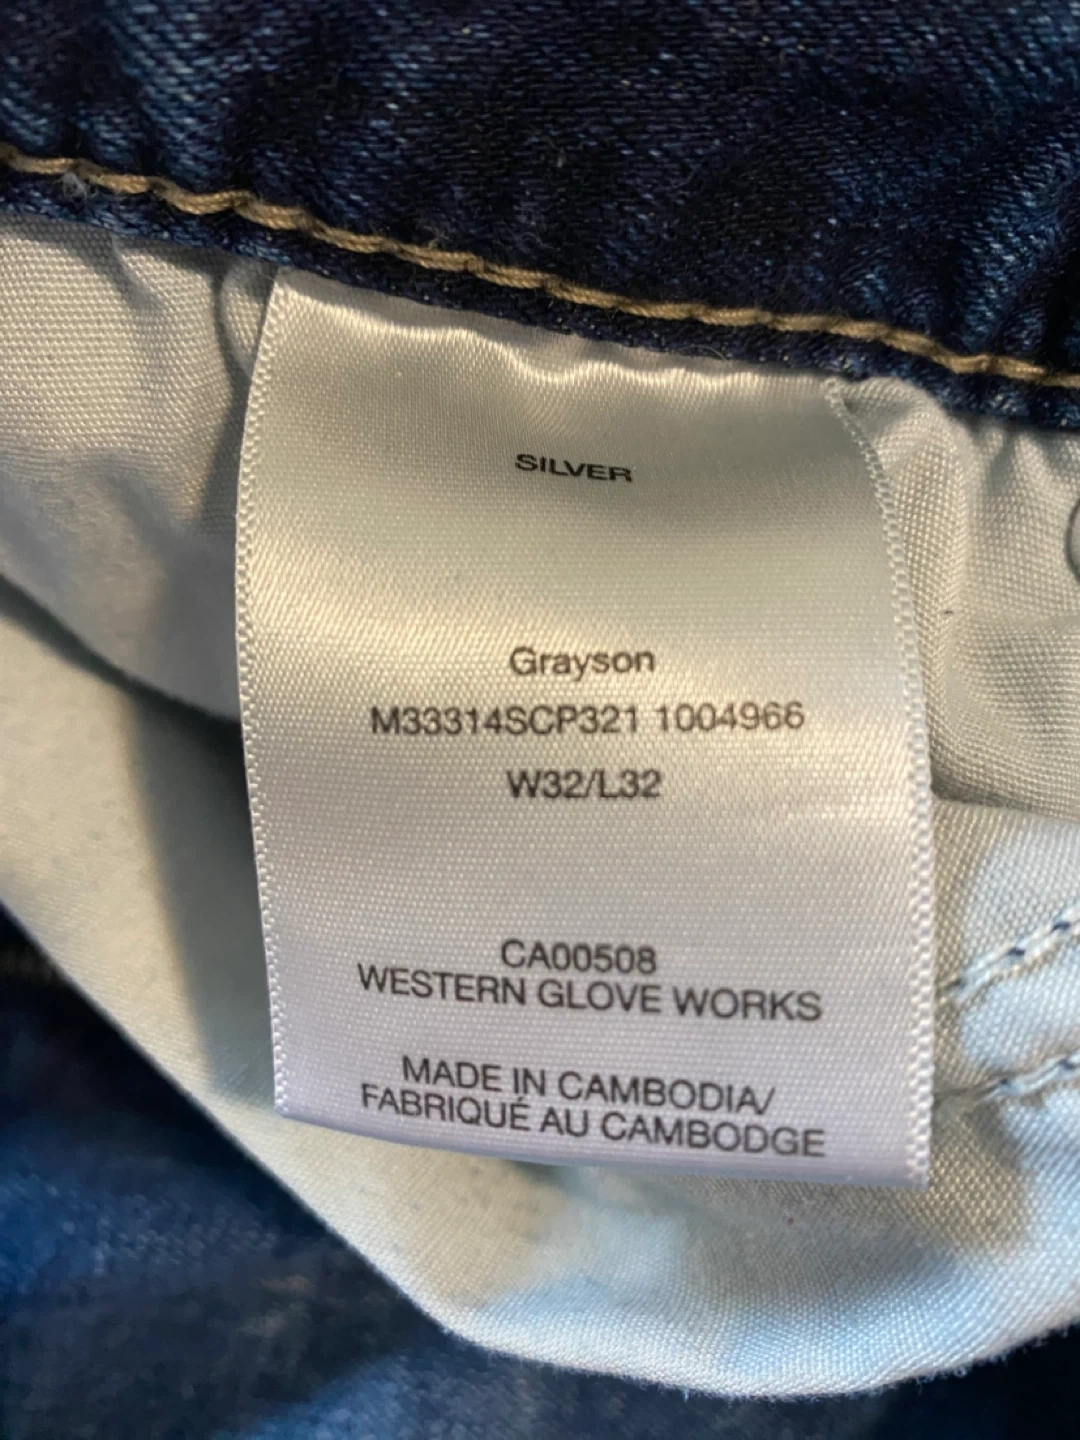 SILVER
Grayson
M33314SCP321 1004966
W32/L32
CA00508
WESTERN GLOVE WORKS
MADE IN CAMBODIA/
FABRIQUÉ AU CAMBODGE